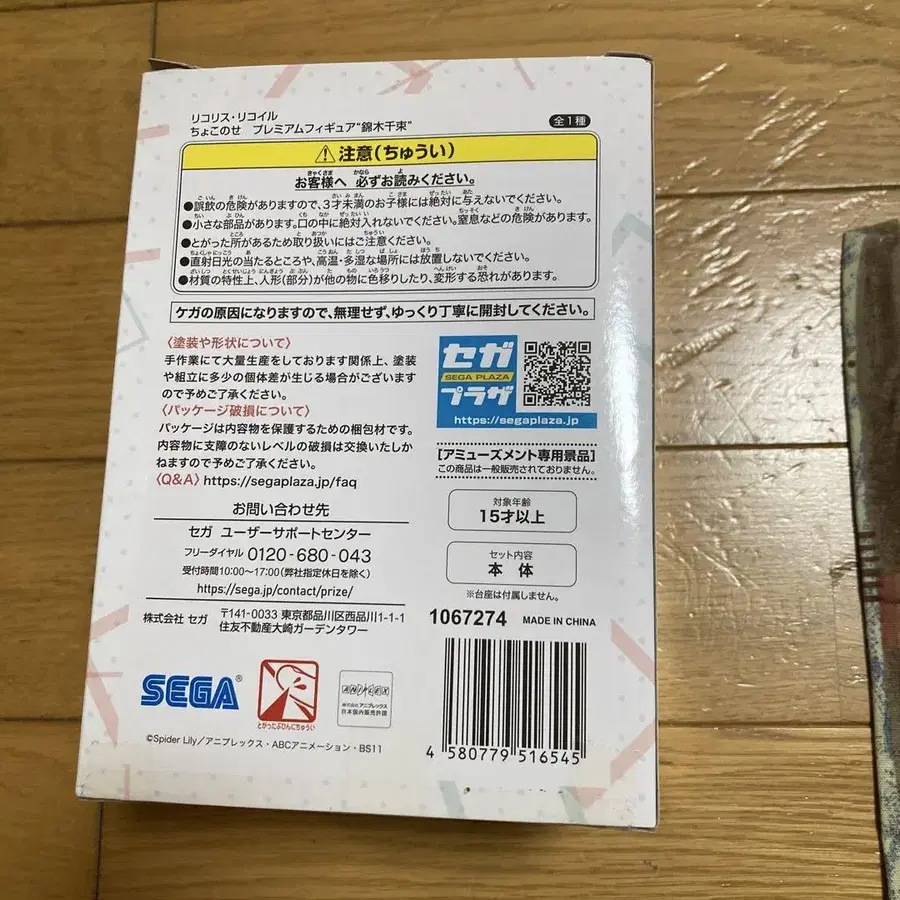 リコリス・リコイル
ちょこのせ プレミアムフィギュア"錦木千束"
全1種
⚠注意(ちゅうい)
お客様へ 必ずお読みください。
●誤飲の危険がありますので、3才未満のお子様には絶対に与えないでください。
●小さな部品があります。口の中に絶対入れないでください。窒息などの危険があります。
●とがった所があるため取り扱いにはご注意ください。
●直射日光の当たるところや、高温・多湿な場所には放置しないでください。
●材質の特性上、人形(部分)が他の物に色移りしたり、変形する恐れがあります。
ケガの原因になりますので、無理せず、ゆっくり丁寧に開封してください。
〈塗装や形状について〉
手作業にて大量生産をしております関係上、塗装
や組立に多少の個体差が生じる場合がございます
ので予めご了承ください。
〈パッケージ破損について〉
パッケージは内容物を保護するための梱包材です。
内容物に支障のないレベルの破損は交換いたしか
ねますので予めご了承ください。
〈Q&A〉https://segaplaza.jp/faq
お問い合わせ先
セガ ユーザーサポートセンター
フリーダイヤル 0120-680-043
受付時間10:00〜17:00(弊社指定休日を除く)
https://sega.jp/contact/prize/
株式会社 セガ 〒141-0033 東京都品川区西品川1-1-1
住友不動産大崎ガーデンタワー
セガ
SEGA PLAZA
プラザ
https://segaplaza.jp
[アミューズメント専用景品]
この商品は一般販売されておりません。
対象年齢
15才以上
セット内容
本体
※台座は付属しません。
1067274 MADE IN CHINA
SEGA®
とがったぶひんにちゅうい
ANIPLEX
株式会社 アニプレックス
日本国内販売許諾
©Spider Lily/アニプレックス・ABCアニメーション・BS11
4 580779 516545